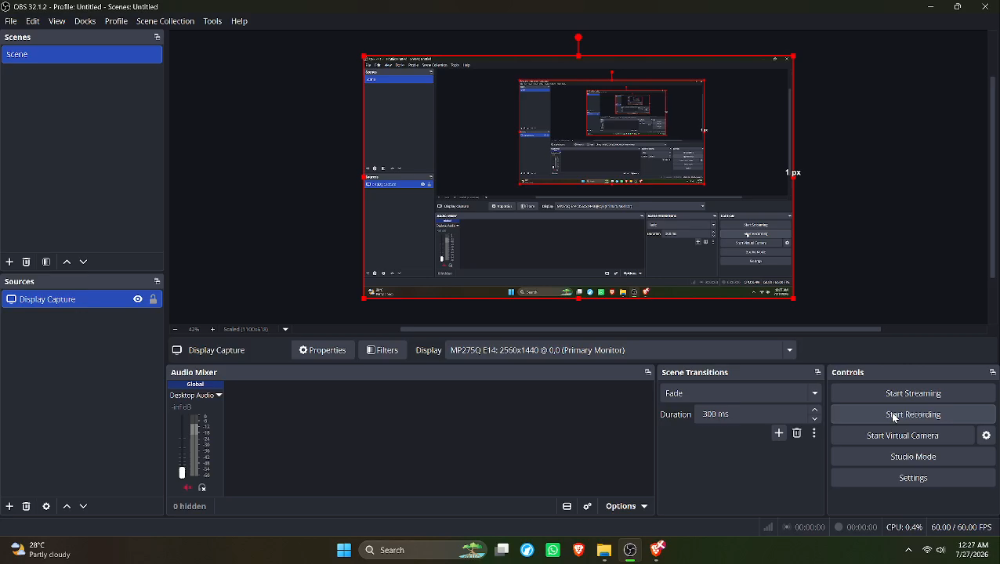 OBS 32.1.2 - Profile: Untitled - Scenes: Untitled
File Edit View Docks Profile Scene Collection Tools Help
Scenes
Scene
Sources
Display Capture
1 px
42% Scaled (1100x618)
Display Capture Properties Filters Display MP275Q E14: 2560x1440 @ 0,0 (Primary Monitor)
Audio Mixer
Global
Desktop Audio
-inf dB
0
-6
-12
-18
-24
-30
-36
-42
-48
-54
-60
0 hidden
Options
Scene Transitions
Fade
Duration 300 ms
Controls
Start Streaming
Start Recording
Start Virtual Camera
Studio Mode
Settings
00:00:00 00:00:00 CPU: 0.4% 60.00 / 60.00 FPS
28°C
Partly cloudy
Search
12:27 AM
7/27/2026